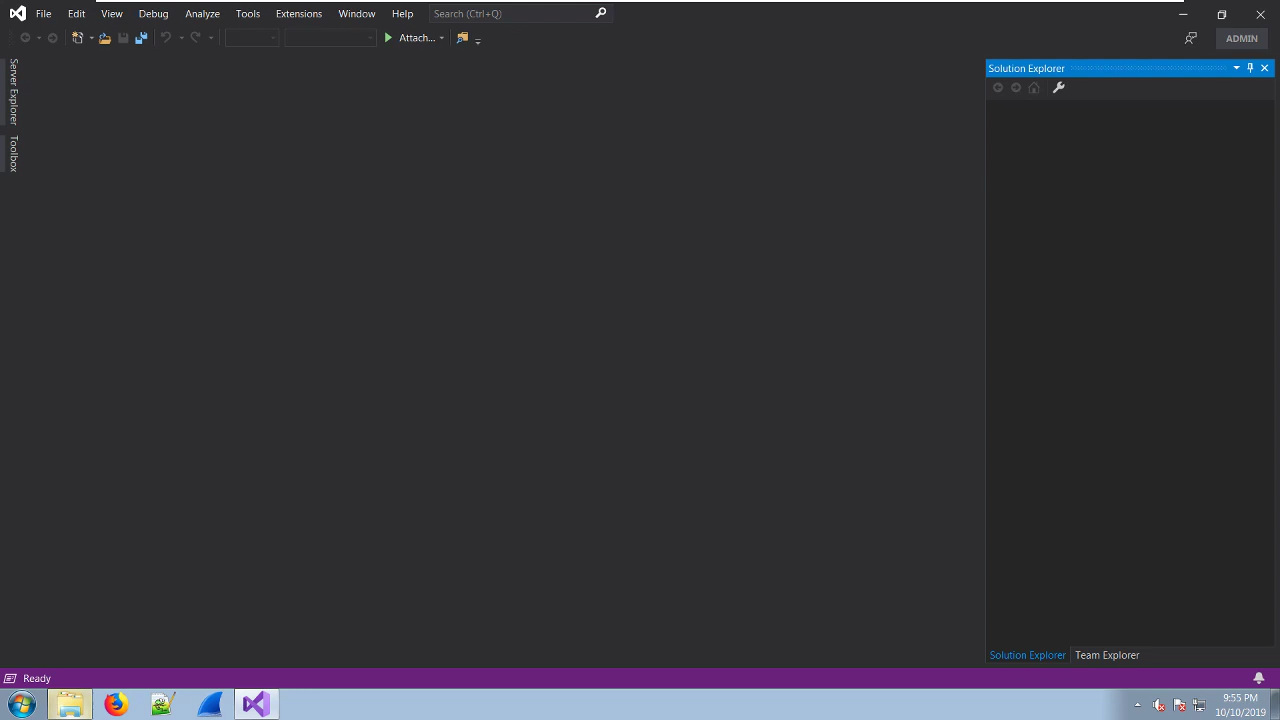 File Edit View Debug Analyze Tools Extensions Window Help Search (Ctrl+Q)
Attach... ADMIN
Server Explorer
Toolbox
Solution Explorer
Solution Explorer Team Explorer
Ready
9:55 PM
10/10/2019